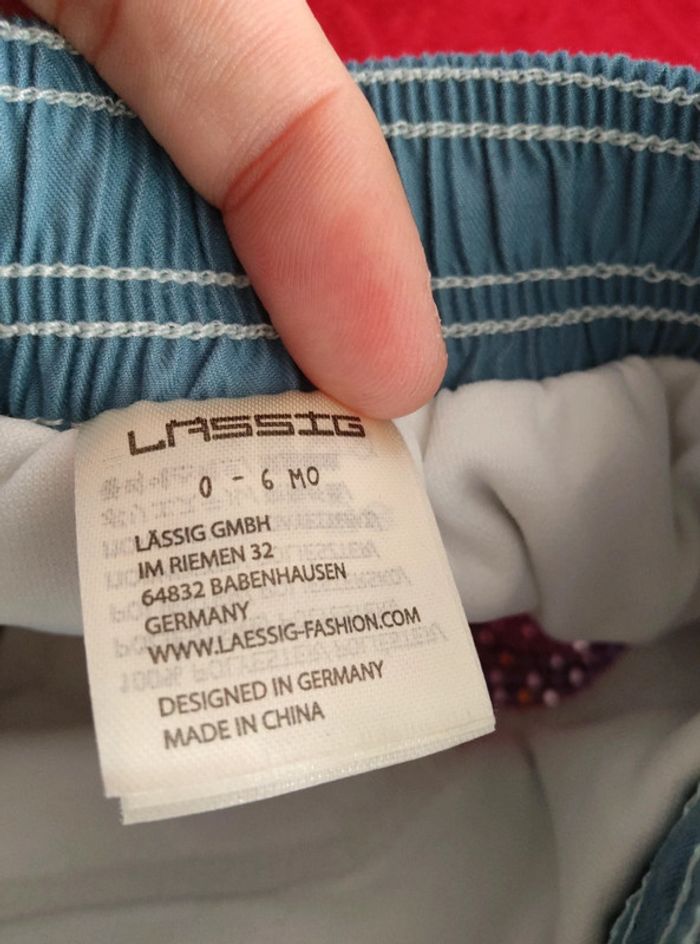 LASSIG
0 - 6 MO
LÄSSIG GMBH
IM RIEMEN 32
64832 BABENHAUSEN
GERMANY
WWW.LAESSIG-FASHION.COM
DESIGNED IN GERMANY
MADE IN CHINA